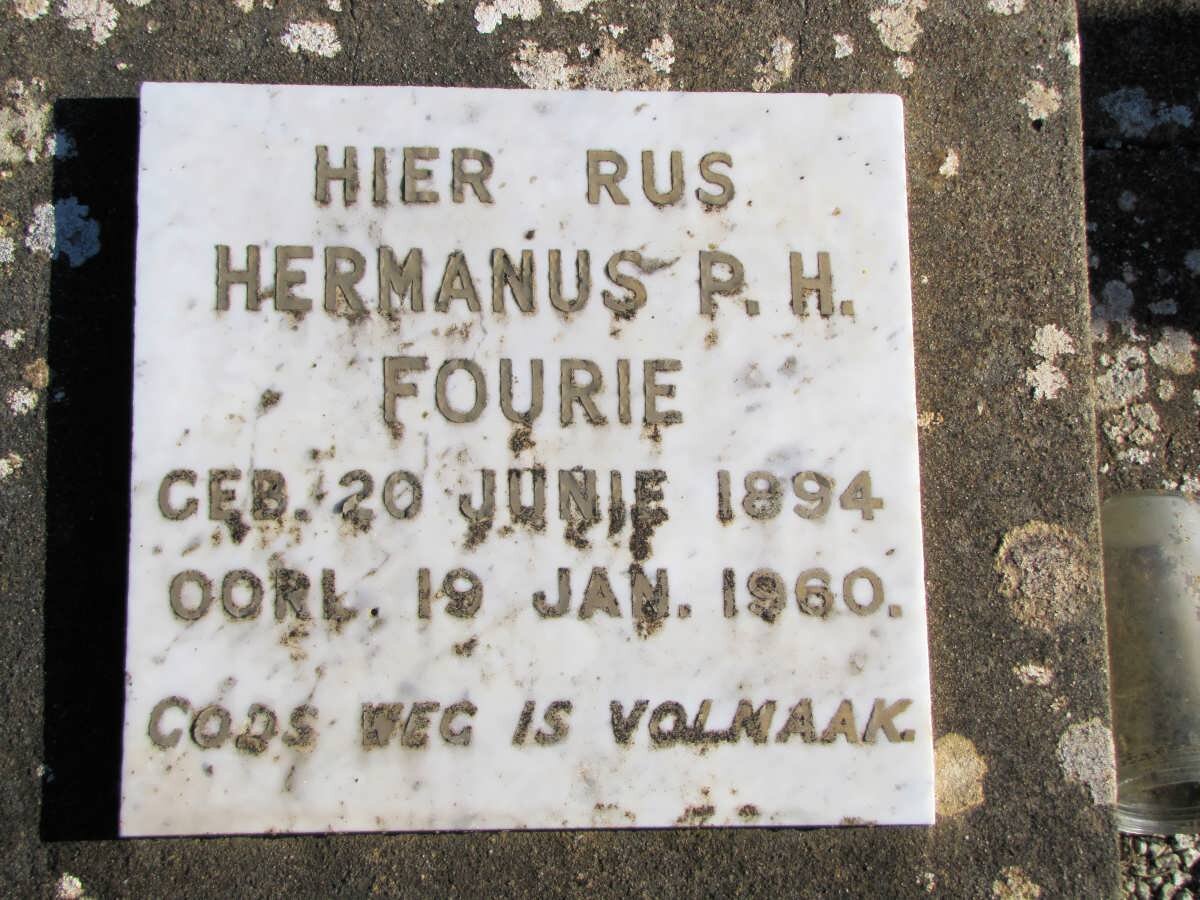 HIER RUS
HERMANUS P. H.
FOURIE
GEB. 20 JUNIE 1894
OORL. 19 JAN. 1960.
GODS WEG IS VOLMAAK.